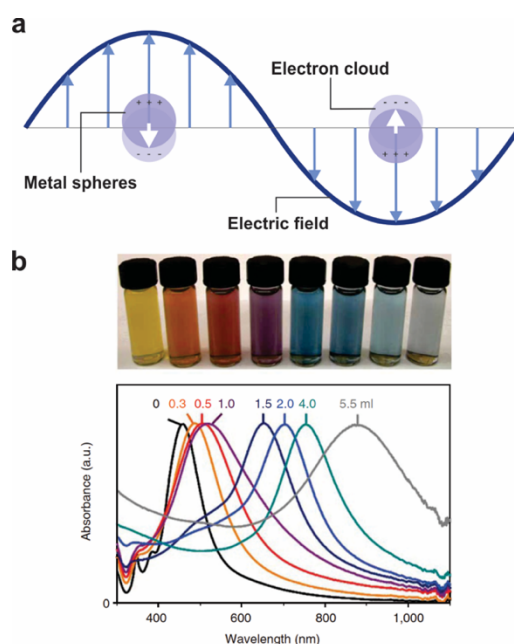 a
Electron cloud
+ + +
- - -
- - -
+ + +
Metal spheres
Electric field
b
0 0.3 0.5 1.0 1.5 2.0 4.0 5.5 ml
Absorbance (a.u.)
0
400 600 800 1,000
Wavelength (nm)